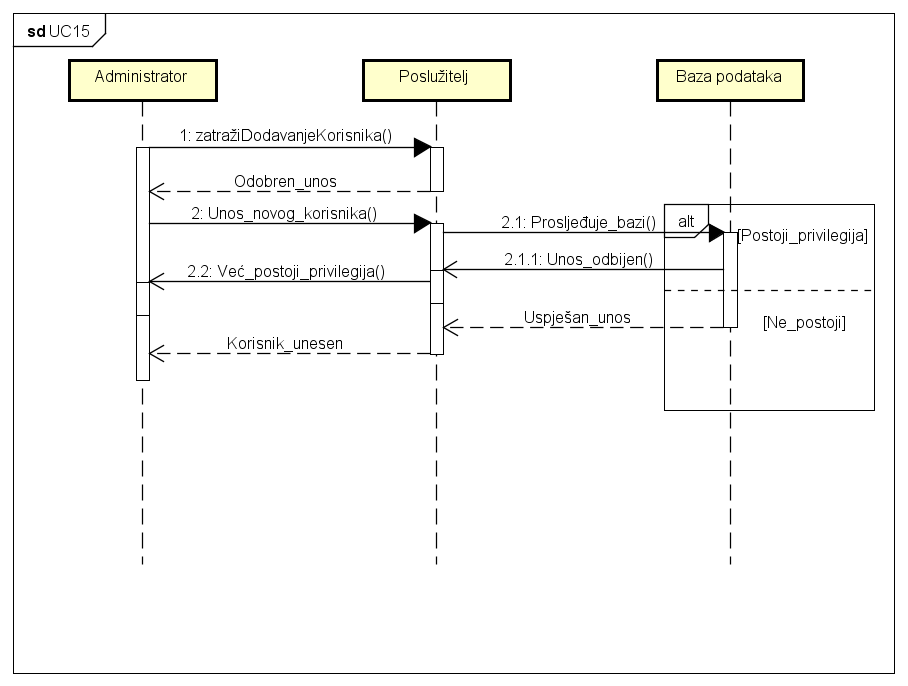 sd UC15
Administrator
Poslužitelj
Baza podataka
1: zatražiDodavanjeKorisnika()
Odobren_unos
2: Unos_novog_korisnika()
alt
2.1: Prosljeđuje_bazi()
[Postoji_privilegija]
2.1.1: Unos_odbijen()
2.2: Već_postoji_privilegija()
Uspješan_unos
[Ne_postoji]
Korisnik_unesen